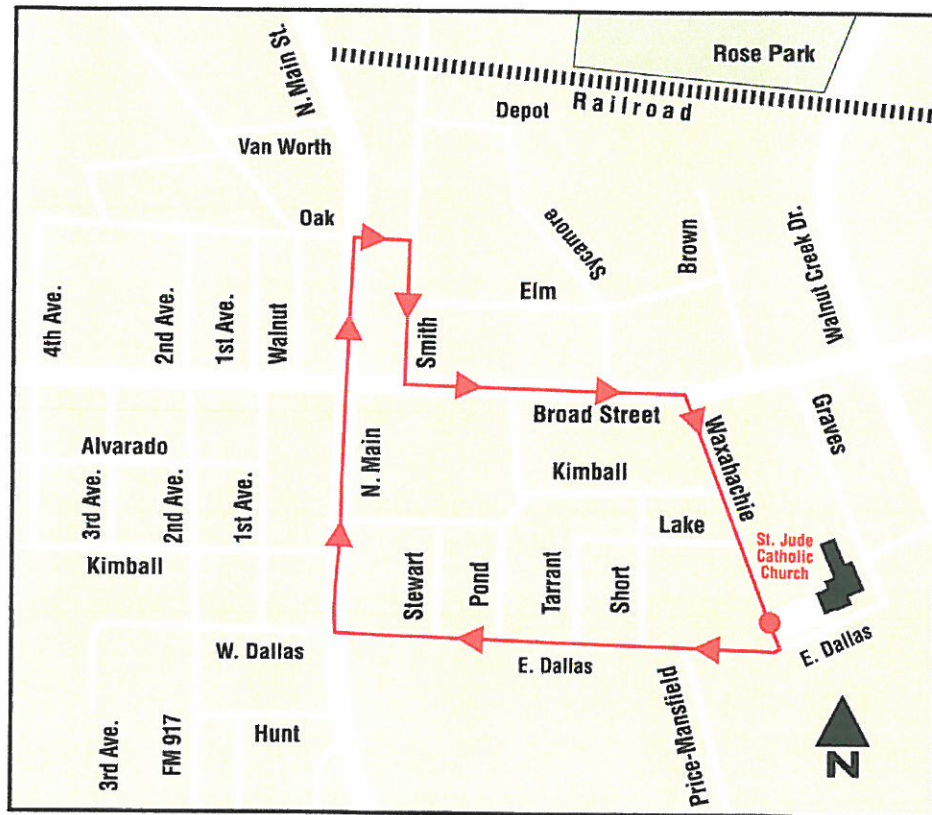 Rose Park
Railroad
N. Main St.
Depot
Van Worth
Oak
Sycamore
Brown
Walnut Creek Dr.
Elm
4th Ave.
2nd Ave.
1st Ave.
Walnut
Smith
Broad Street
Graves
Waxahachie
Alvarado
N. Main
Kimball
3rd Ave.
2nd Ave.
1st Ave.
Lake
St. Jude
Catholic
Church
Kimball
Stewart
Pond
Tarrant
Short
W. Dallas
E. Dallas
E. Dallas
Price-Mansfield
Hunt
3rd Ave.
FM 917
N